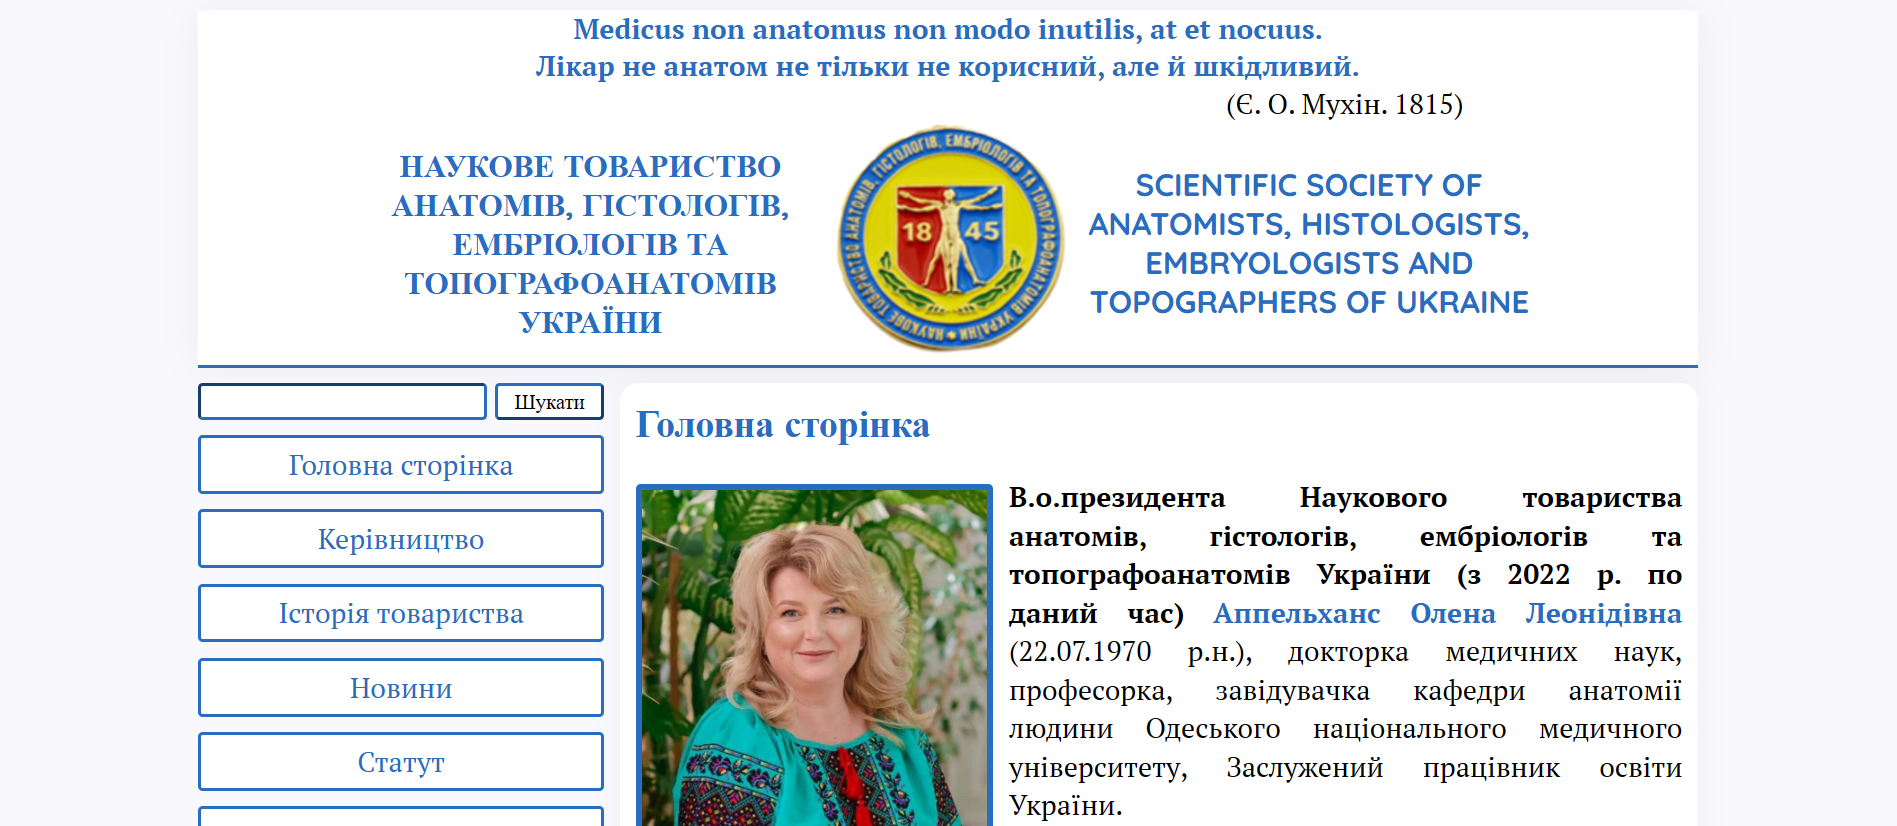 Medicus non anatomus non modo inutilis, at et nocuus.
Лікар не анатом не тільки не корисний, але й шкідливий.
(Є. О. Мухін. 1815)
НАУКОВЕ ТОВАРИСТВО
АНАТОМІВ, ГІСТОЛОГІВ,
ЕМБРІОЛОГІВ ТА
ТОПОГРАФОАНАТОМІВ
УКРАЇНИ
НАУКОВЕ ТОВАРИСТВО АНАТОМІВ, ГІСТОЛОГІВ, ЕМБРІОЛОГІВ ТА ТОПОГРАФОАНАТОМІВ УКРАЇНИ
18 45
SCIENTIFIC SOCIETY OF
ANATOMISTS, HISTOLOGISTS,
EMBRYOLOGISTS AND
TOPOGRAPHERS OF UKRAINE
Шукати
Головна сторінка
Керівництво
Історія товариства
Новини
Статут
Головна сторінка
В.о.президента Наукового товариства
анатомів, гістологів, ембріологів та
топографоанатомів України (з 2022 р. по
даний час) Аппельханс Олена Леонідівна
(22.07.1970 р.н.), докторка медичних наук,
професорка, завідувачка кафедри анатомії
людини Одеського національного медичного
університету, Заслужений працівник освіти
України.